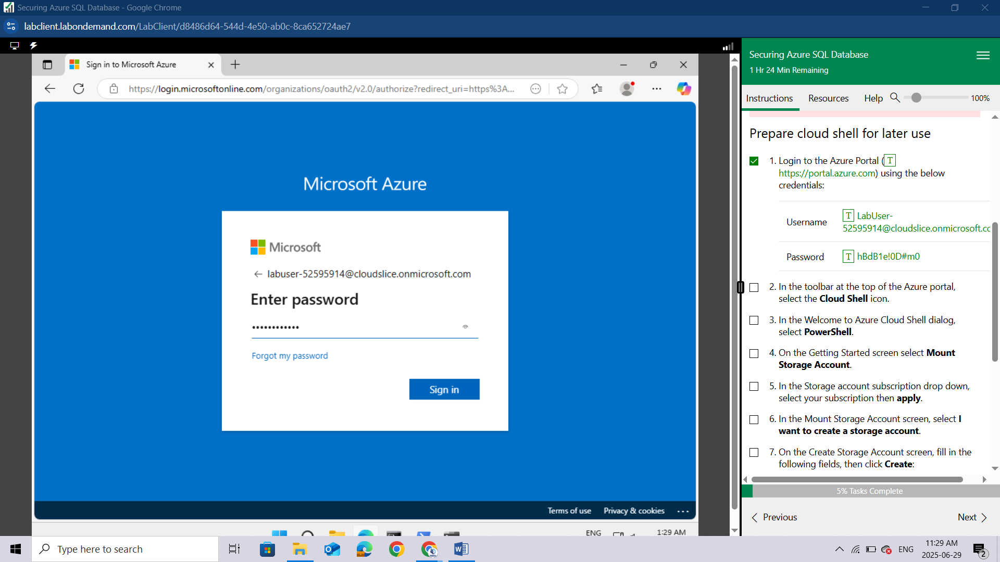 Securing Azure SQL Database - Google Chrome
labclient.labondemand.com/LabClient/d8486d64-544d-4e50-ab0c-8ca652724ae7
Sign in to Microsoft Azure
https://login.microsoftonline.com/organizations/oauth2/v2.0/authorize?redirect_uri=https%3A...
Microsoft Azure
Microsoft
labuser-52595914@cloudslice.onmicrosoft.com
Enter password
Forgot my password
Sign in
Terms of use
Privacy & cookies
ENG
1:29 AM
Securing Azure SQL Database
1 Hr 24 Min Remaining
Instructions
Resources
Help
100%
Prepare cloud shell for later use
1. Login to the Azure Portal (T
https://portal.azure.com) using the below
credentials:
Username
T LabUser-
52595914@cloudslice.onmicrosoft.cc
Password
T hBdB1e!0D#m0
2. In the toolbar at the top of the Azure portal,
select the Cloud Shell icon.
3. In the Welcome to Azure Cloud Shell dialog,
select PowerShell.
4. On the Getting Started screen select Mount
Storage Account.
5. In the Storage account subscription drop down,
select your subscription then apply.
6. In the Mount Storage Account screen, select I
want to create a storage account.
7. On the Create Storage Account screen, fill in the
following fields, then click Create:
5% Tasks Complete
Previous
Next
Type here to search
ENG
11:29 AM
2025-06-29
2